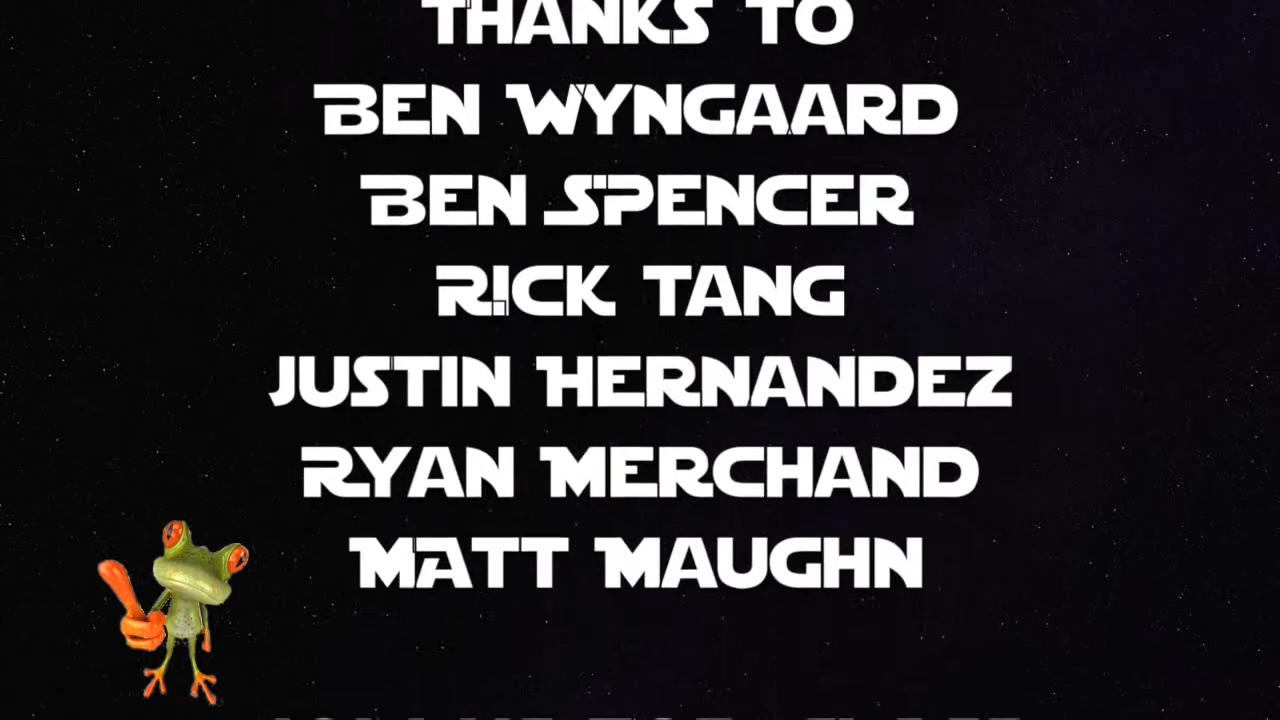 THANKS TO
BEN WYNGAARD
BEN SPENCER
RICK TANG
JUSTIN HERNANDEZ
RYAN MERCHAND
MATT MAUGHN